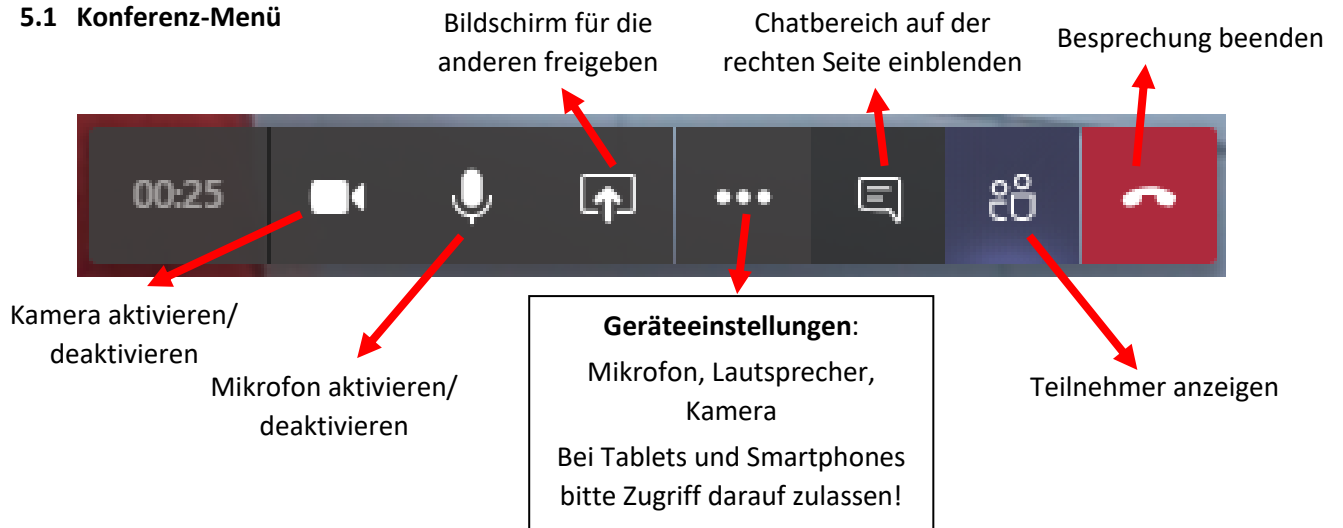 5.1 Konferenz-Menü
Bildschirm für die
anderen freigeben
Chatbereich auf der
rechten Seite einblenden
Besprechung beenden
00:25
Kamera aktivieren/
deaktivieren
Mikrofon aktivieren/
deaktivieren
Geräteeinstellungen:
Mikrofon, Lautsprecher,
Kamera
Bei Tablets und Smartphones
bitte Zugriff darauf zulassen!
Teilnehmer anzeigen